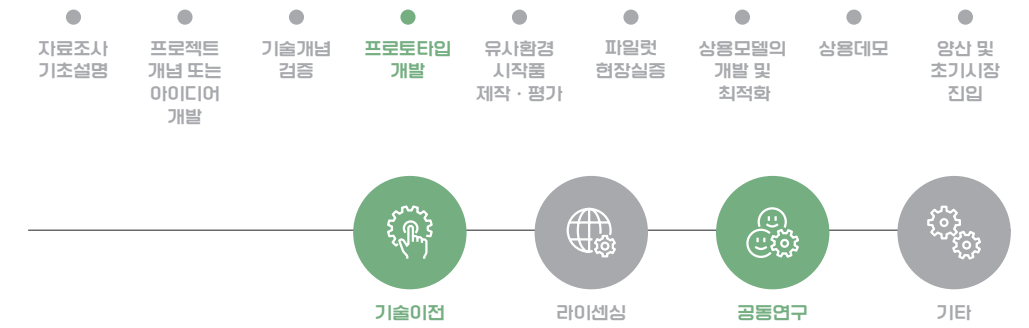 자료조사
기초설명
프로젝트
개념 또는
아이디어
개발
기술개념
검증
프로토타입
개발
유사환경
시작품
제작 · 평가
파일럿
현장실증
상용모델의
개발 및
최적화
상용데모
양산 및
초기시장
진입
기술이전
라이센싱
공동연구
기타